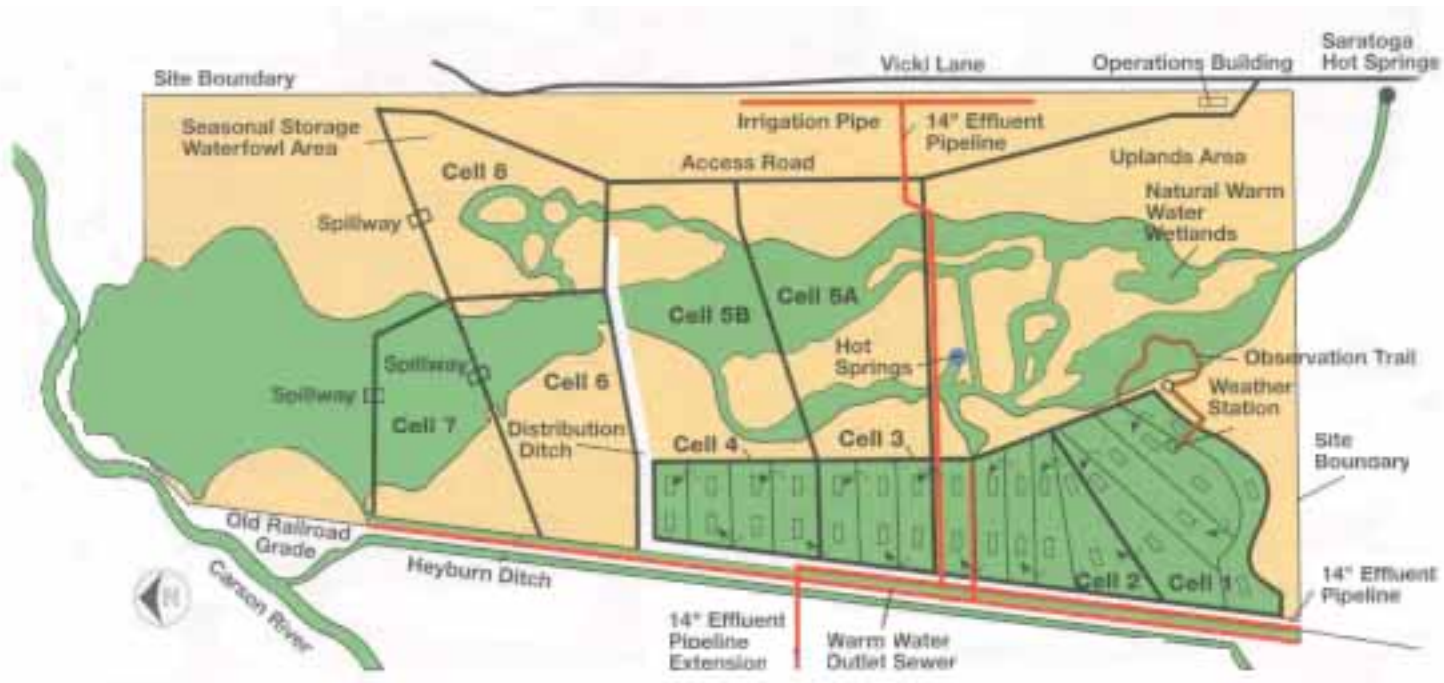 Saratoga
Hot Springs
Vicki Lane
Operations Building
Site Boundary
Seasonal Storage
Waterfowl Area
Irrigation Pipe
14" Effluent
Pipeline
Access Road
Uplands Area
Cell 8
Natural Warm
Water
Wetlands
Spillway
Cell 5A
Cell 5B
Hot
Springs
Observation Trail
Spillway
Cell 6
Weather
Station
Spillway
Cell 7
Distribution
Ditch
Cell 4
Cell 3
Site
Boundary
Old Railroad
Grade
Heyburn Ditch
Carson River
N
Cell 2
Cell 1
14" Effluent
Pipeline
14" Effluent
Pipeline
Extension
Warm Water
Outlet Sewer